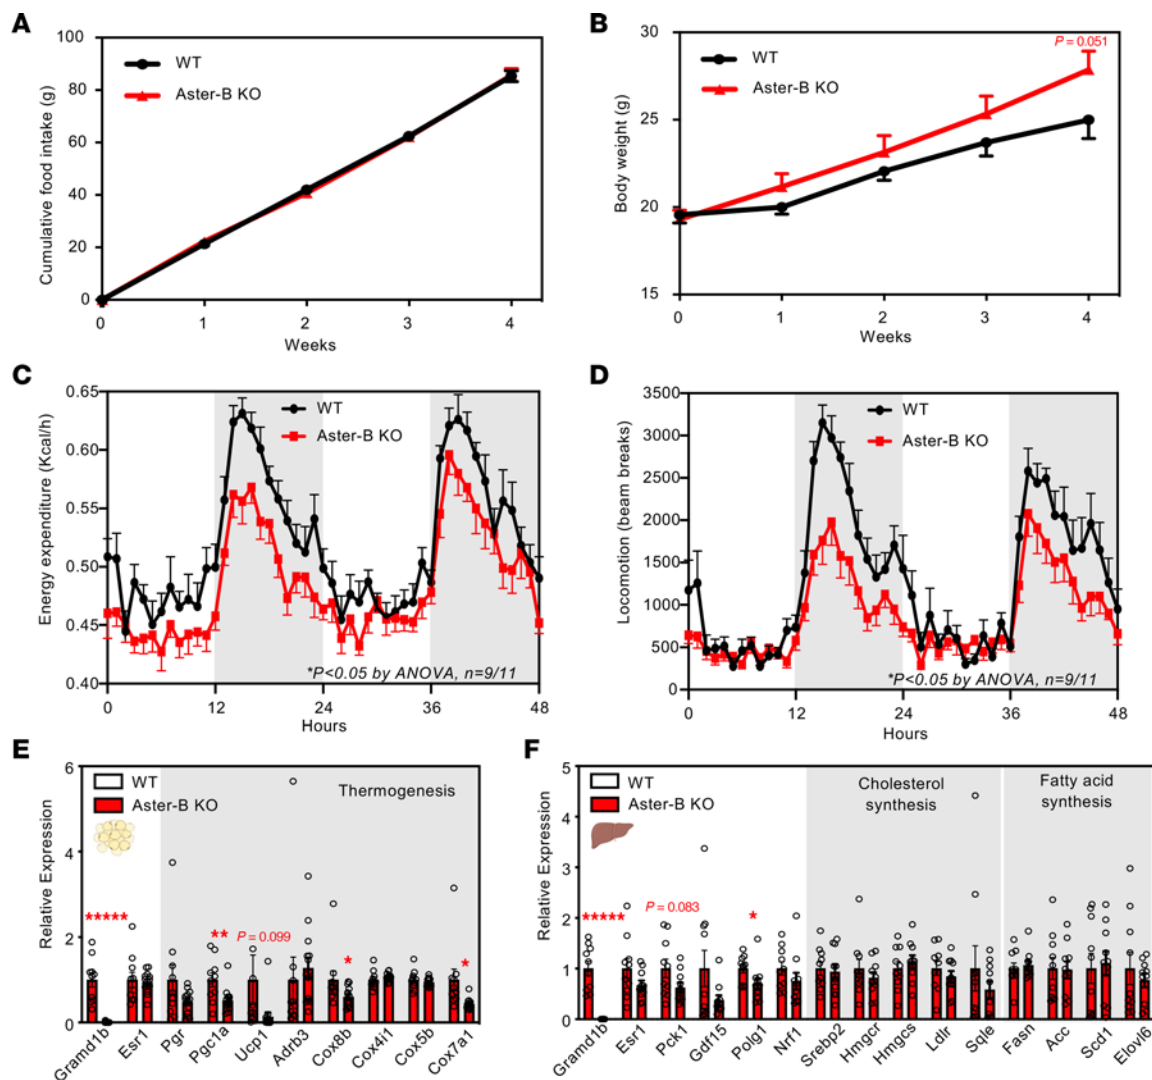 A
100
80
60
40
20
0
Cumulative food intake (g)
WT
Aster-B KO
0 1 2 3 4
Weeks
B
30
25
20
15
Body weight (g)
WT
Aster-B KO
P = 0.051
0 1 2 3 4
Weeks
C
0.65
0.60
0.55
0.50
0.45
0.40
Energy expenditure (Kcal/h)
WT
Aster-B KO
*P<0.05 by ANOVA, n=9/11
0 12 24 36 48
Hours
D
3500
3000
2500
2000
1500
1000
500
0
Locomotion (beam breaks)
WT
Aster-B KO
*P<0.05 by ANOVA, n=9/11
0 12 24 36 48
Hours
E
6
4
2
0
Relative Expression
WT
Aster-B KO
Thermogenesis
*****
**
P = 0.099
*
*
Gramd1b Esr1 Pgr Pgc1a Ucp1 Adrb3 Cox8b Cox4i1 Cox5b Cox7a1
F
5
4
3
2
1
0
Relative Expression
WT
Aster-B KO
Cholesterol
synthesis
Fatty acid
synthesis
*****
P = 0.083
*
Gramd1b Esr1 Pck1 Gdf15 Polg1 Nrf1 Srebp2 Hmgcr Hmgcs Ldlr Sqle Fasn Acc Scd1 Elovl6